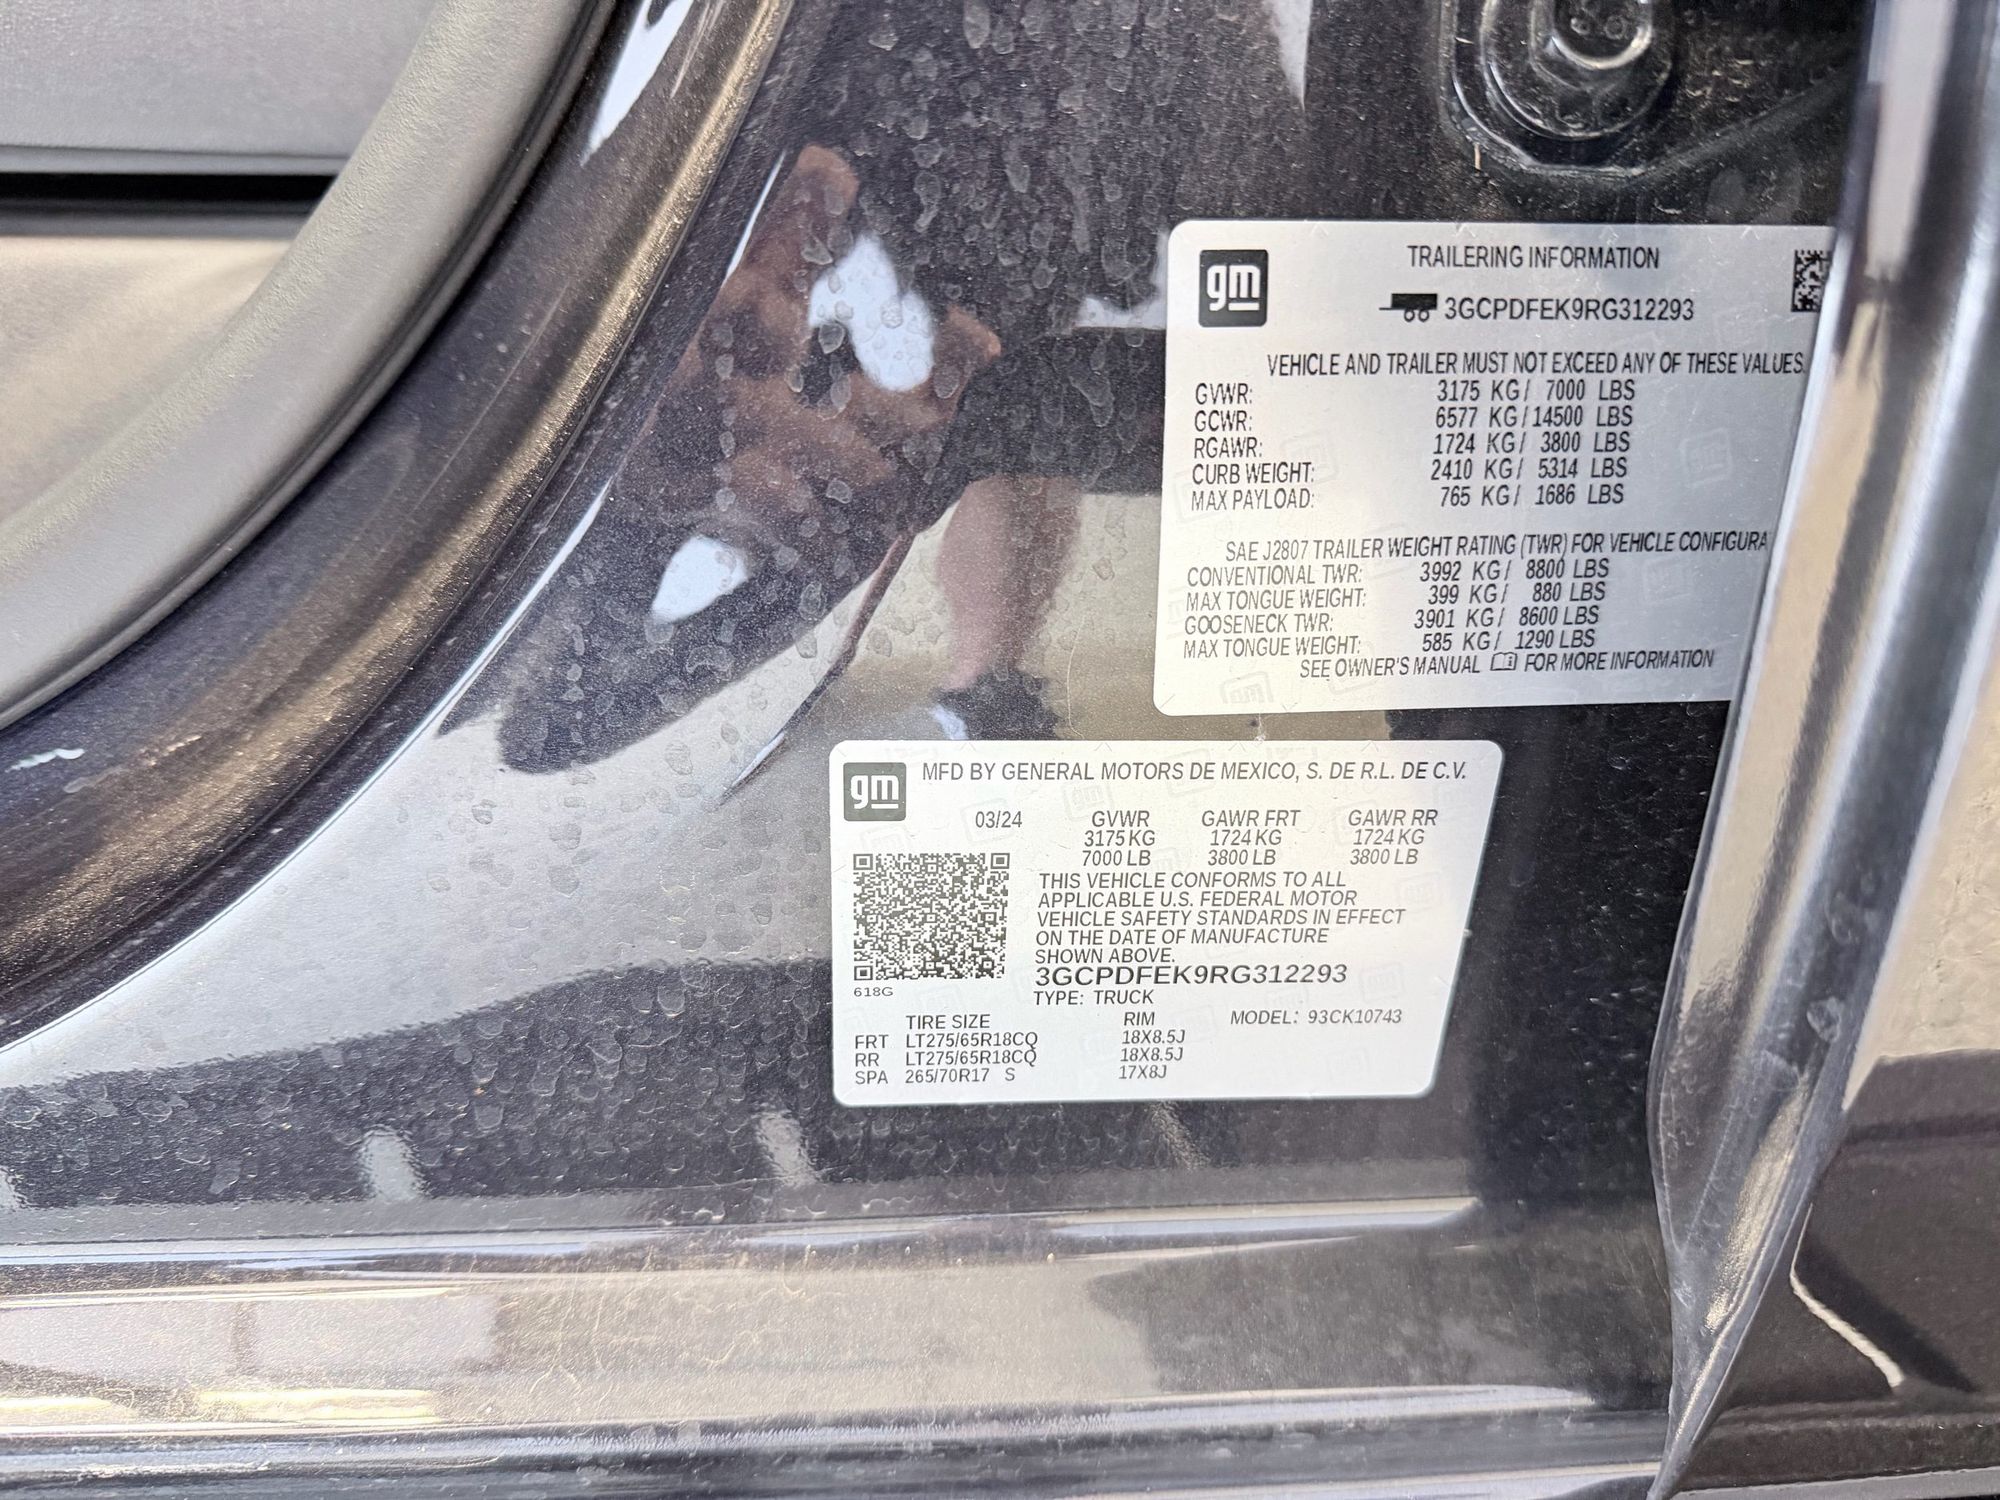 gm
TRAILERING INFORMATION
3GCPDFEK9RG312293
VEHICLE AND TRAILER MUST NOT EXCEED ANY OF THESE VALUES.
GVWR: 3175 KG/ 7000 LBS
GCWR: 6577 KG/14500 LBS
RGAWR: 1724 KG/ 3800 LBS
CURB WEIGHT: 2410 KG/ 5314 LBS
MAX PAYLOAD: 765 KG/ 1686 LBS
SAE J2807 TRAILER WEIGHT RATING (TWR) FOR VEHICLE CONFIGURA
CONVENTIONAL TWR: 3992 KG/ 8800 LBS
MAX TONGUE WEIGHT: 399 KG/ 880 LBS
GOOSENECK TWR: 3901 KG/ 8600 LBS
MAX TONGUE WEIGHT: 585 KG/ 1290 LBS
SEE OWNER'S MANUAL FOR MORE INFORMATION
gm
MFD BY GENERAL MOTORS DE MEXICO, S. DE R.L. DE C.V.
03/24 GVWR GAWR FRT GAWR RR
3175 KG 1724 KG 1724 KG
7000 LB 3800 LB 3800 LB
THIS VEHICLE CONFORMS TO ALL
APPLICABLE U.S. FEDERAL MOTOR
VEHICLE SAFETY STANDARDS IN EFFECT
ON THE DATE OF MANUFACTURE
SHOWN ABOVE.
3GCPDFEK9RG312293
618G
TYPE: TRUCK
TIRE SIZE RIM MODEL: 93CK10743
FRT LT275/65R18CQ 18X8.5J
RR LT275/65R18CQ 18X8.5J
SPA 265/70R17 S 17X8J